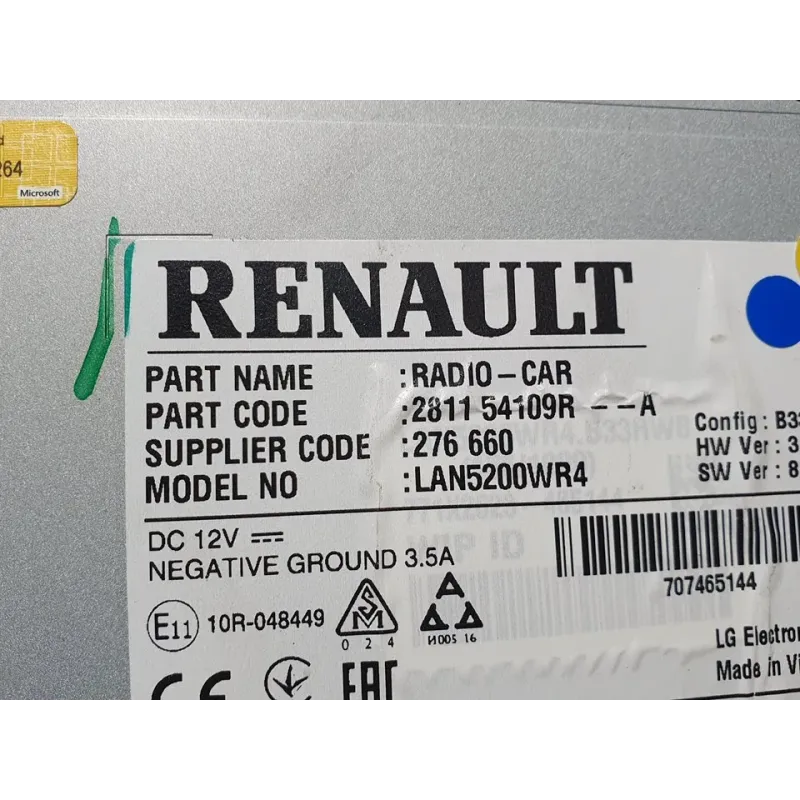 264
Microsoft
RENAULT
PART NAME :RADIO-CAR
PART CODE :2811 54109R --A
SUPPLIER CODE :276 660
MODEL NO :LAN5200WR4
Config : B33
HW Ver : 3
SW Ver : 8
DC 12V
NEGATIVE GROUND 3.5A
707465144
E11 10R-048449
SM
0 2 4
A A A
И005 16
LG Electron
Made in Vi
CE EAC